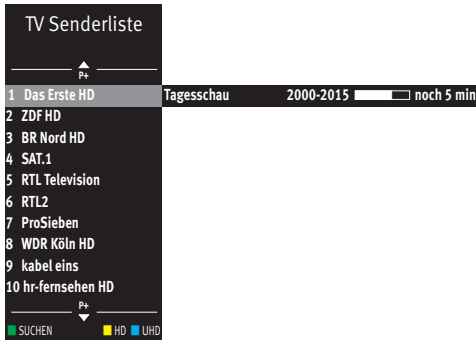 TV Senderliste
P+
1 Das Erste HD Tagesschau 2000-2015 noch 5 min
2 ZDF HD
3 BR Nord HD
4 SAT.1
5 RTL Television
6 RTL2
7 ProSieben
8 WDR Köln HD
9 kabel eins
10 hr-fernsehen HD
P+
SUCHEN HD UHD